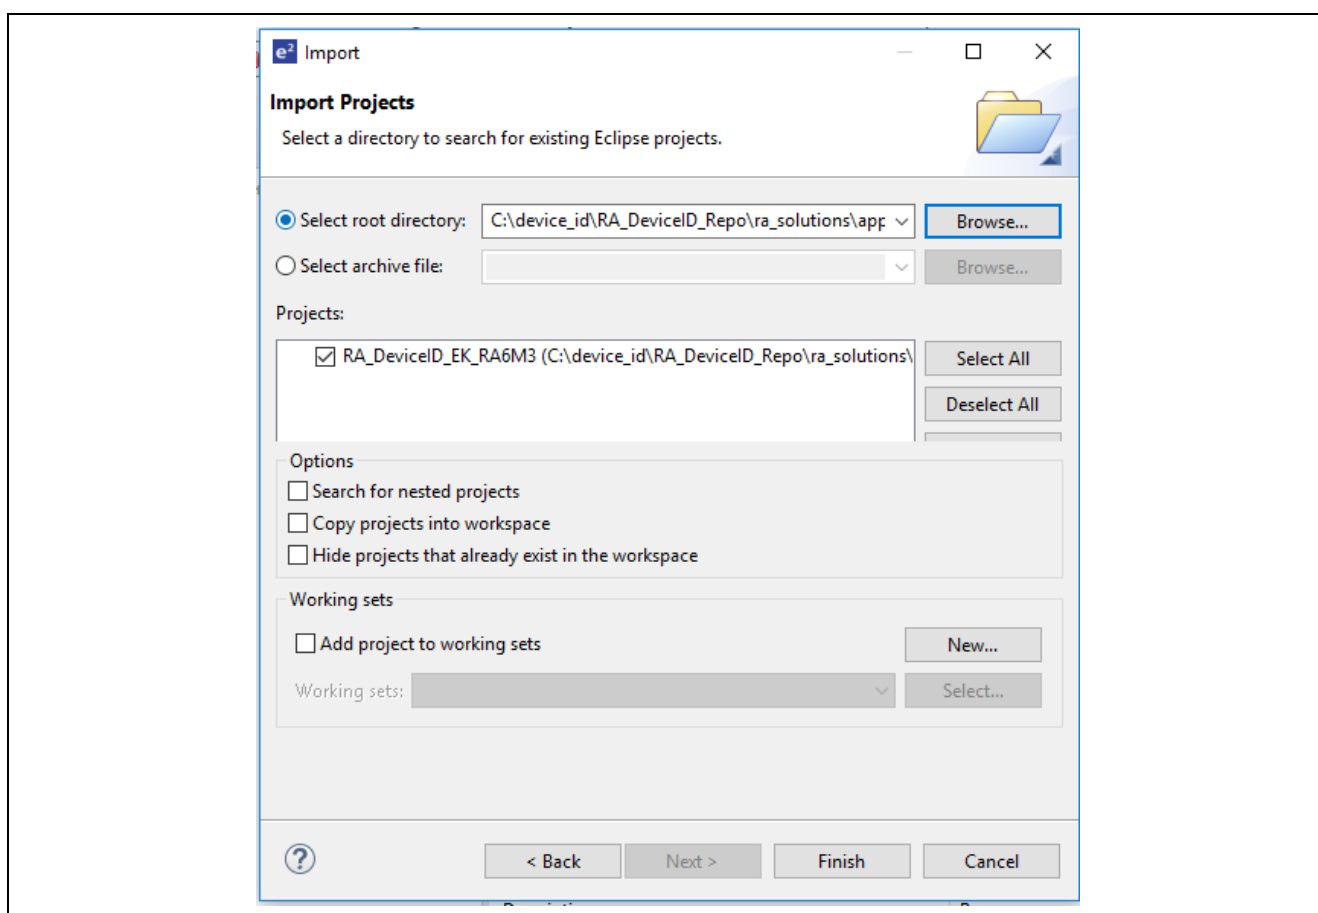 e² Import
Import Projects
Select a directory to search for existing Eclipse projects.
Select root directory: C:\device_id\RA_DeviceID_Repo\ra_solutions\app Browse...
Select archive file: Browse...
Projects:
RA_DeviceID_EK_RA6M3 (C:\device_id\RA_DeviceID_Repo\ra_solutions\ Select All
Deselect All
Options
Search for nested projects
Copy projects into workspace
Hide projects that already exist in the workspace
Working sets
Add project to working sets New...
Working sets: Select...
? < Back Next > Finish Cancel